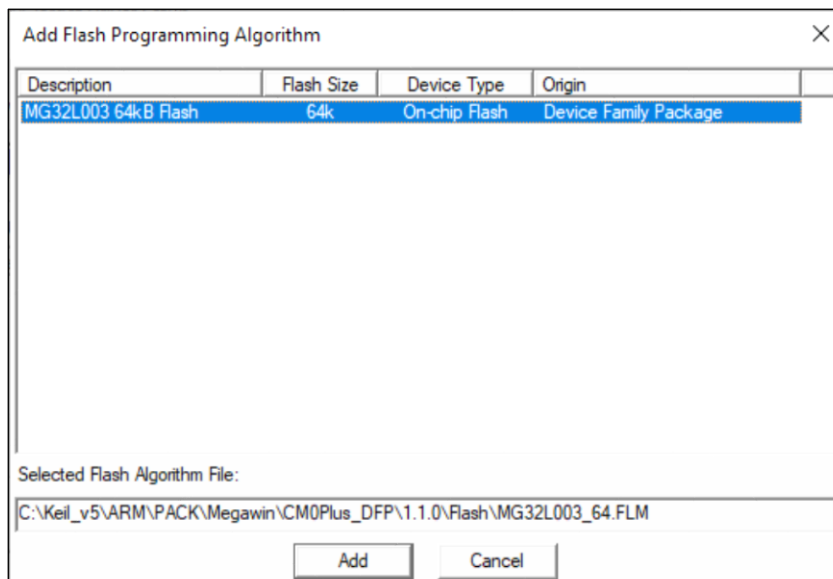 Add Flash Programming Algorithm
Description Flash Size Device Type Origin
MG32L003 64kB Flash 64k On-chip Flash Device Family Package
Selected Flash Algorithm File:
C:\Keil_v5\ARM\PACK\Megawin\CM0Plus_DFP\1.1.0\Flash\MG32L003_64.FLM
Add Cancel